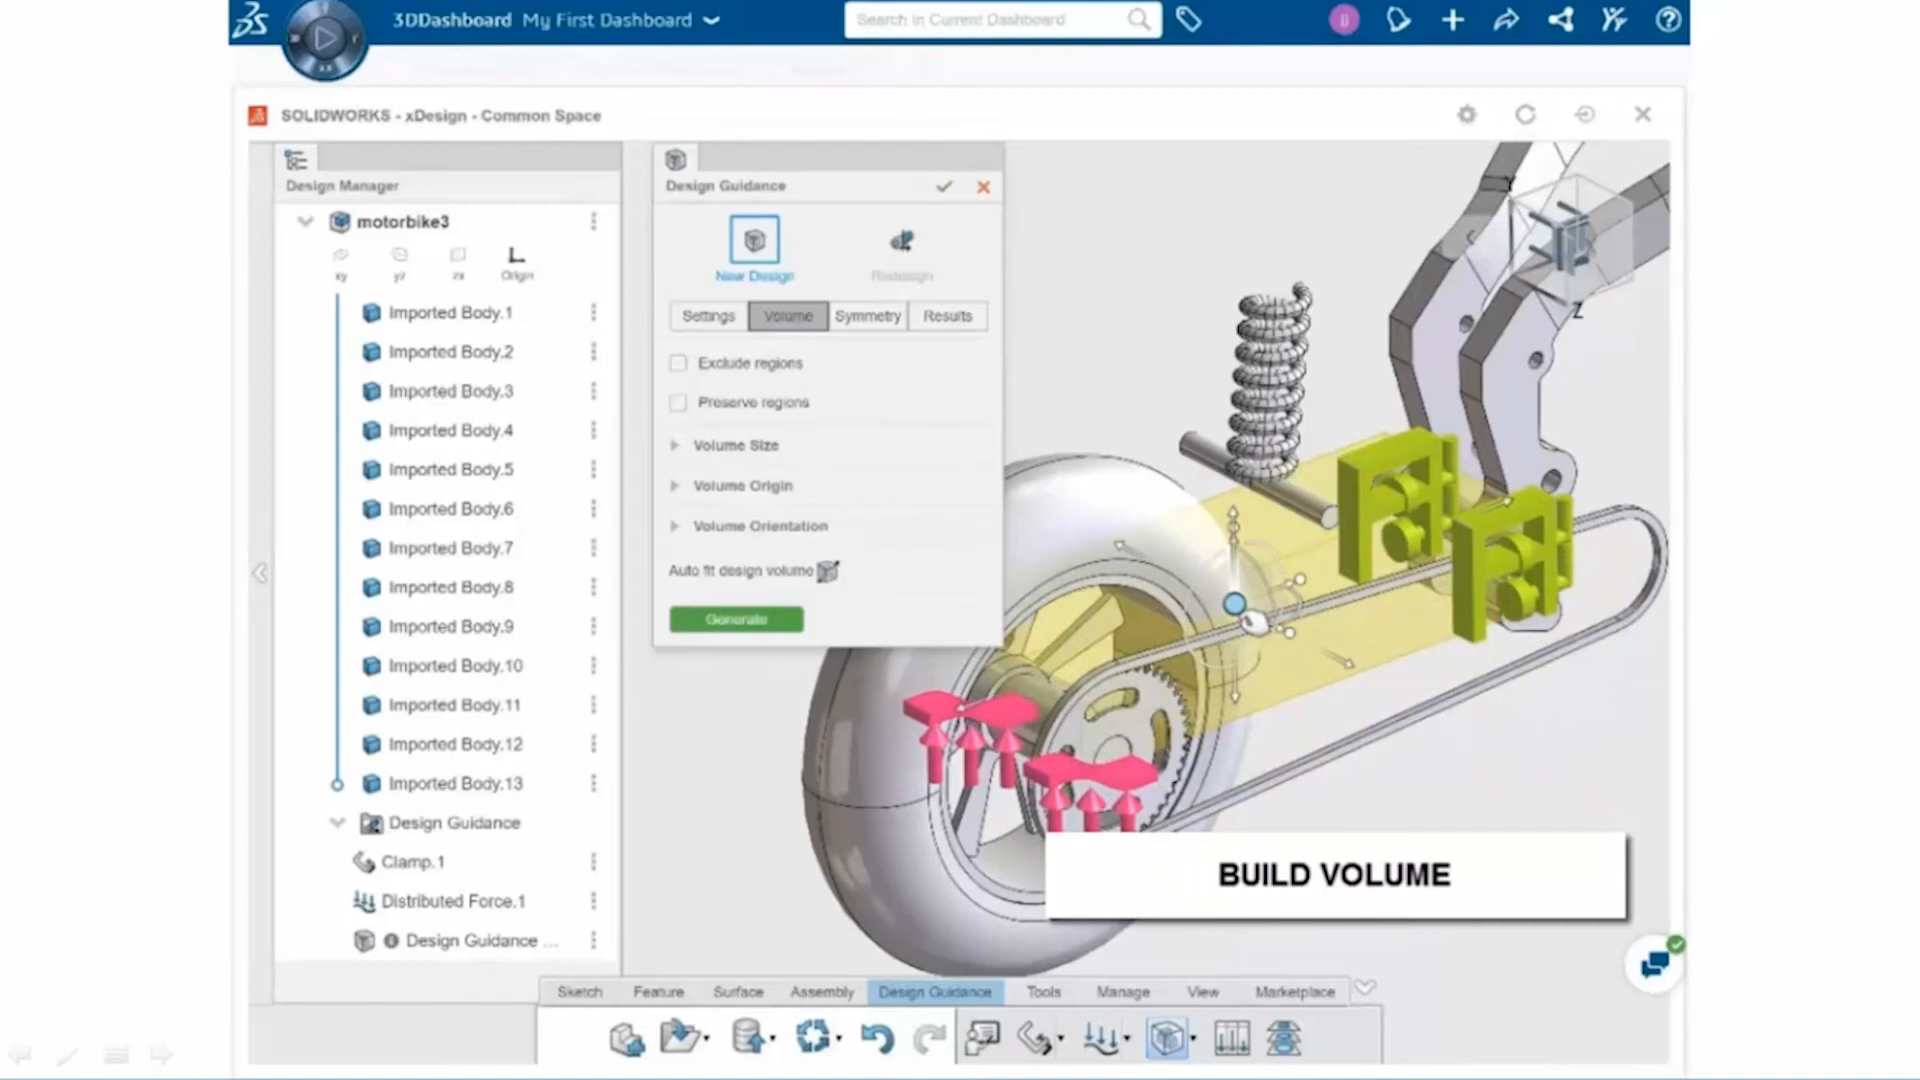 3DDashboard My First Dashboard
Search in Current Dashboard
SOLIDWORKS - xDesign - Common Space
Design Manager
motorbike3
xy yz zx Origin
Imported Body.1
Imported Body.2
Imported Body.3
Imported Body.4
Imported Body.5
Imported Body.6
Imported Body.7
Imported Body.8
Imported Body.9
Imported Body.10
Imported Body.11
Imported Body.12
Imported Body.13
Design Guidance
Clamp.1
Distributed Force.1
Design Guidance ...
Design Guidance
New Design
Redesign
Settings Volume Symmetry Results
Exclude regions
Preserve regions
Volume Size
Volume Origin
Volume Orientation
Auto fit design volume
Generate
Y
Z
BUILD VOLUME
Sketch Feature Surface Assembly Design Guidance Tools Manage View Marketplace